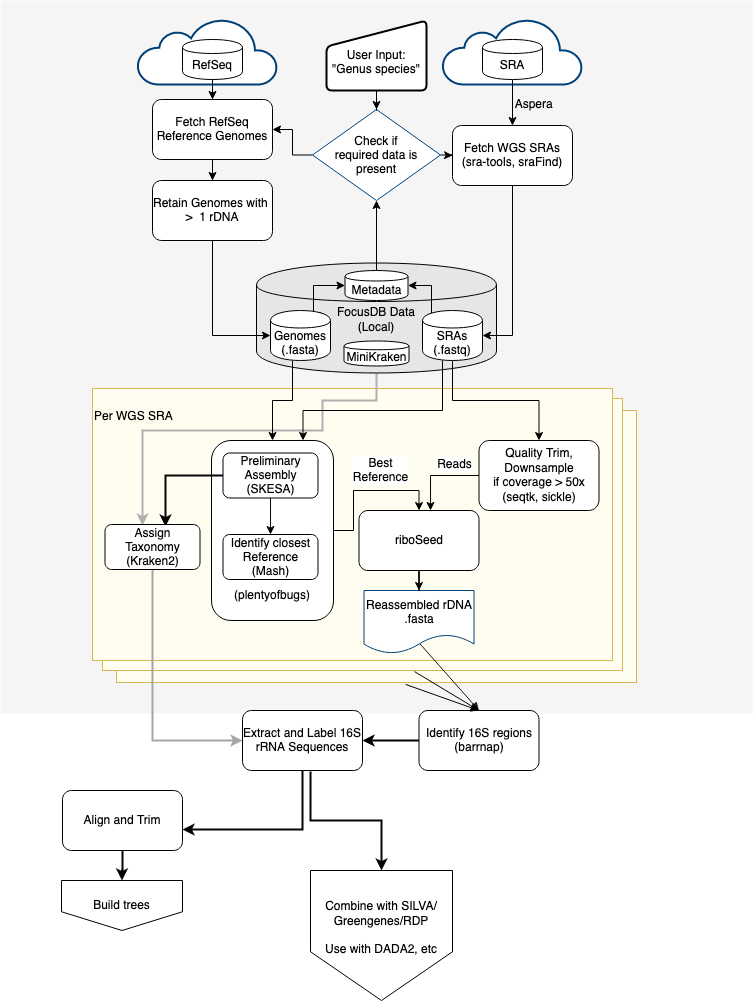 RefSeq
User Input:
"Genus species"
SRA
Aspera
Fetch RefSeq
Reference Genomes
Check if
required data is
present
Fetch WGS SRAs
(sra-tools, sraFind)
Retain Genomes with
> 1 rDNA
Metadata
FocusDB Data
(Local)
Genomes
(.fasta)
SRAs
(.fastq)
MiniKraken
Per WGS SRA
Preliminary
Assembly
(SKESA)
Best
Reference
Reads
Quality Trim,
Downsample
if coverage > 50x
(seqtk, sickle)
Assign
Taxonomy
(Kraken2)
Identify closest
Reference
(Mash)
(plentyofbugs)
riboSeed
Reassembled rDNA
.fasta
Extract and Label 16S
rRNA Sequences
Identify 16S regions
(barrnap)
Align and Trim
Build trees
Combine with SILVA/
Greengenes/RDP
Use with DADA2, etc